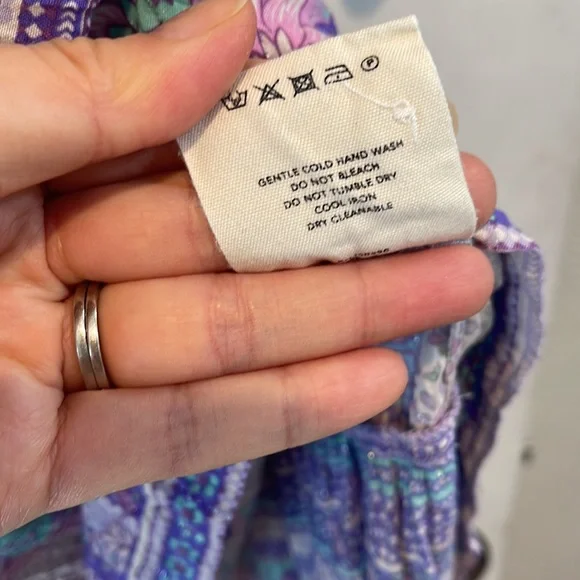 P
GENTLE COLD HAND WASH
DO NOT BLEACH
DO NOT TUMBLE DRY
COOL IRON
DRY CLEANABLE